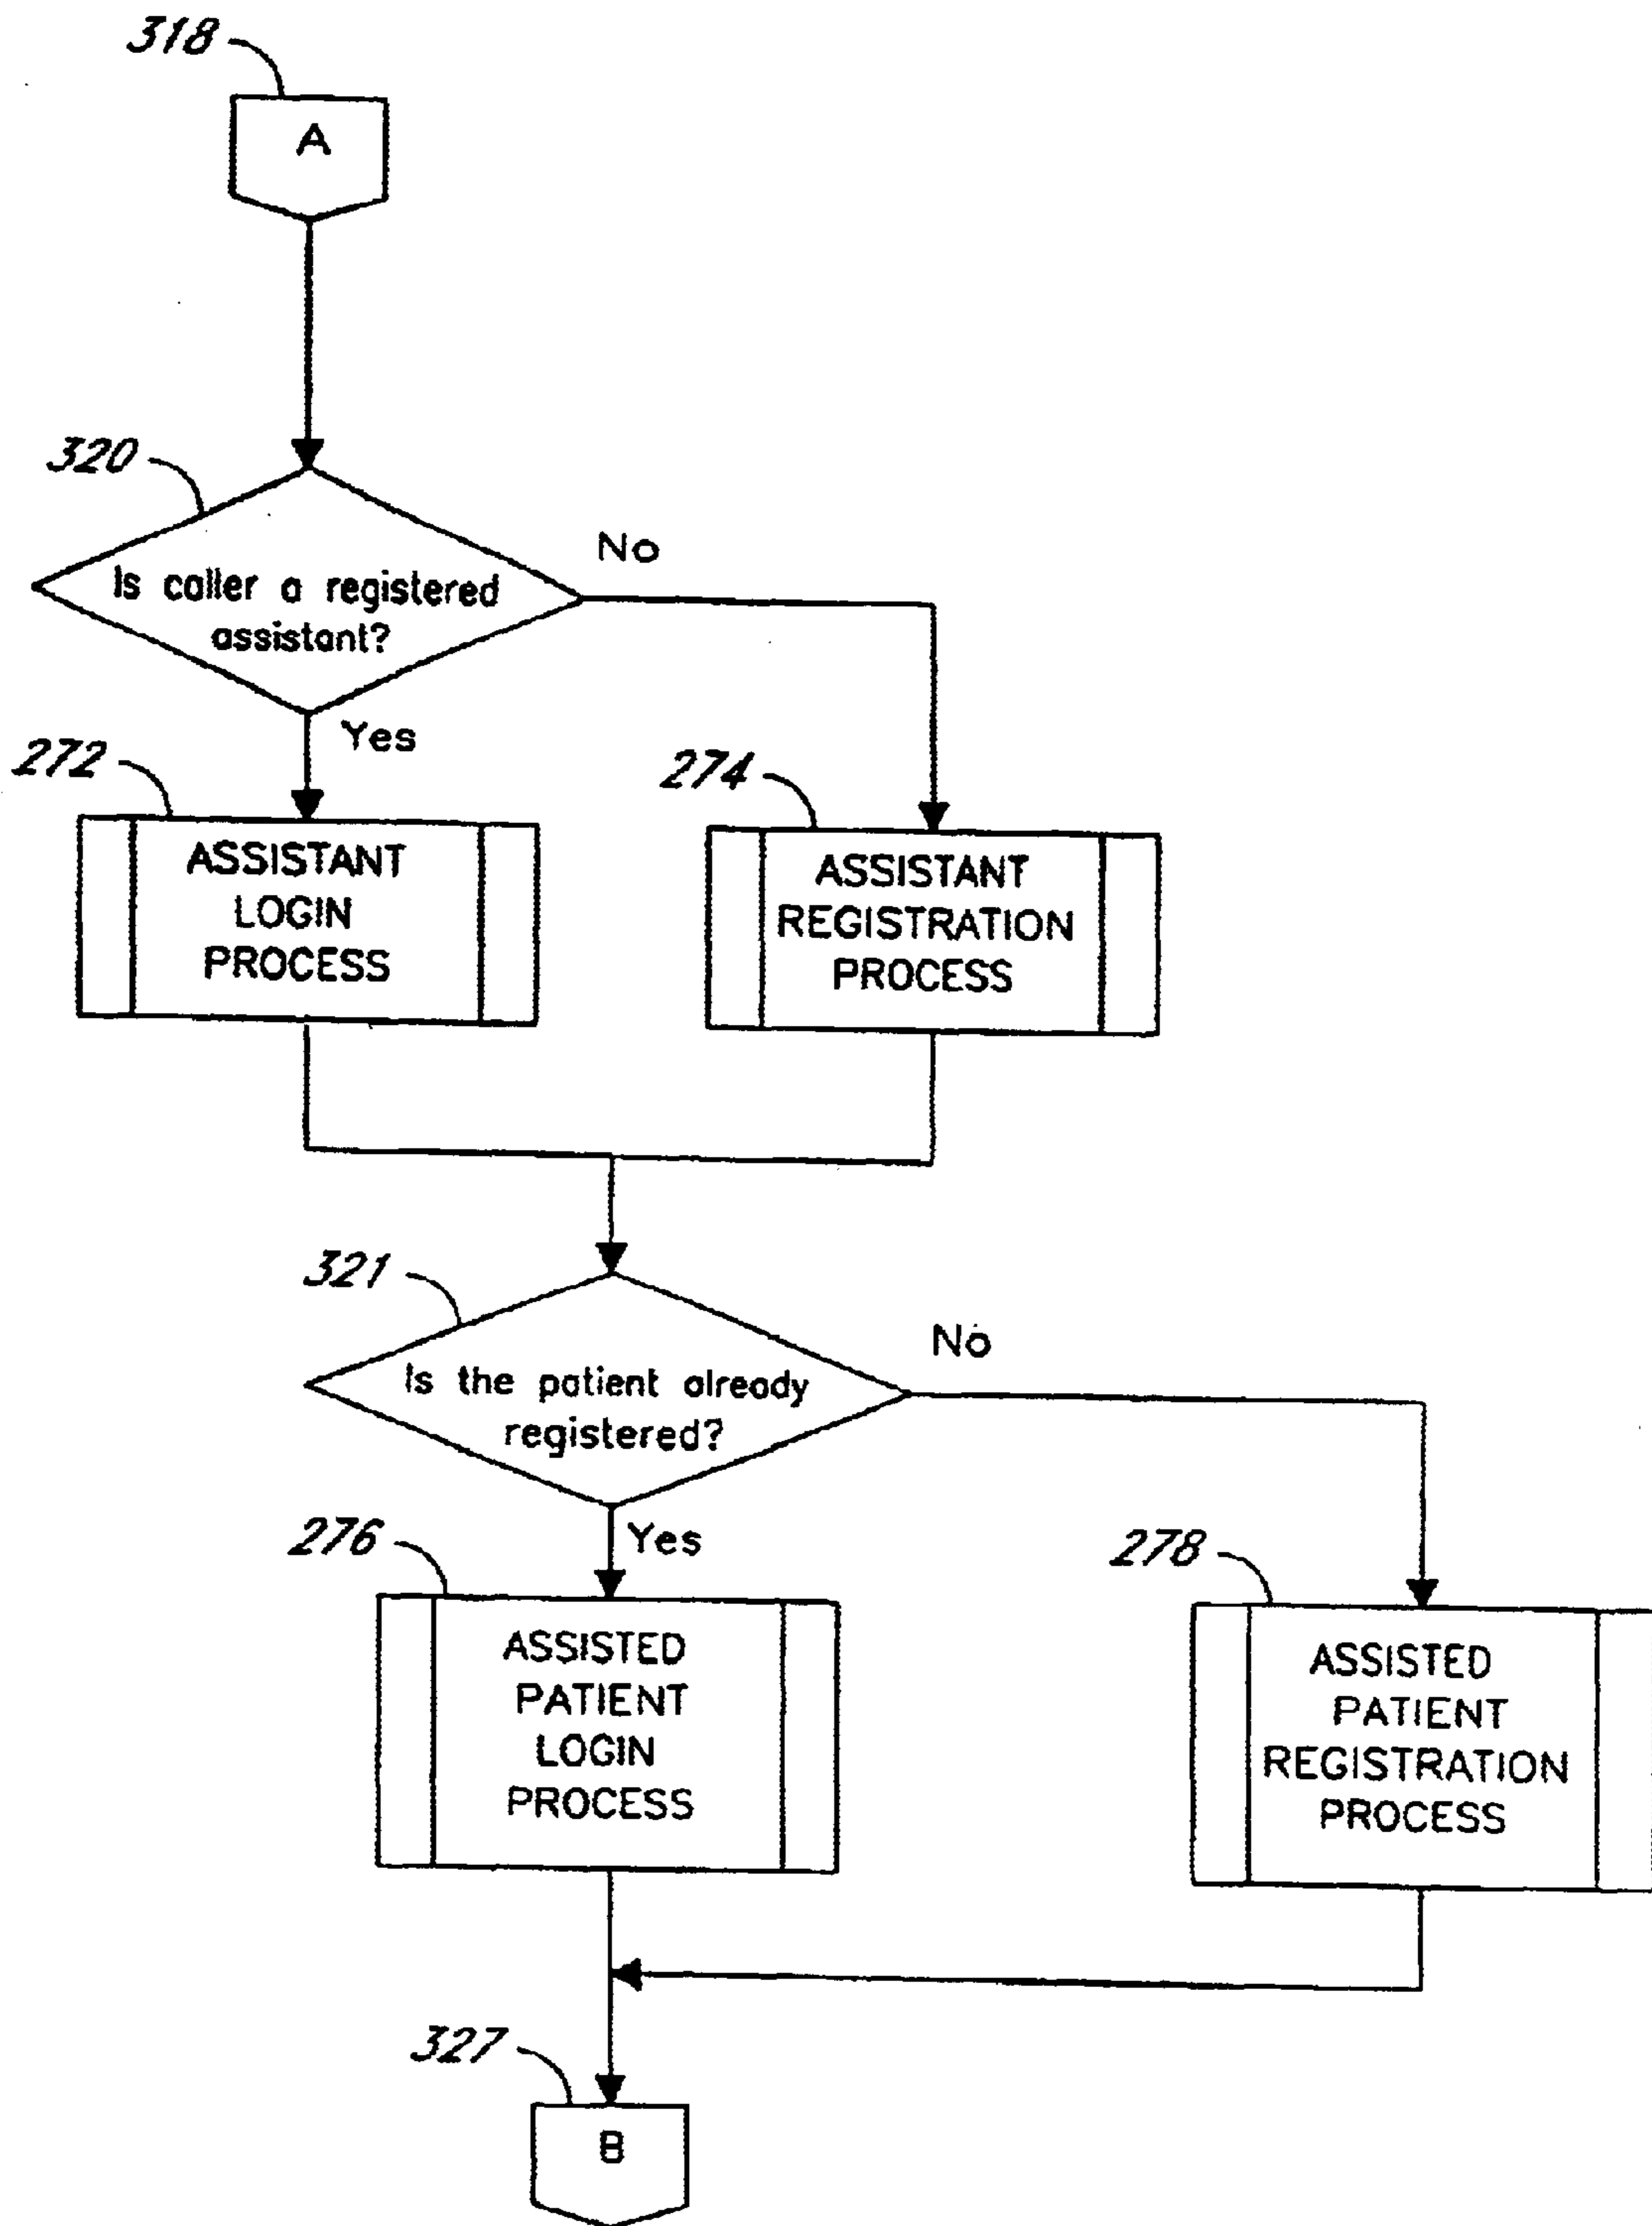 318
A
320
No
Is caller a registered
assistant?
Yes
272
274
ASSISTANT
LOGIN
PROCESS
ASSISTANT
REGISTRATION
PROCESS
321
No
Is the patient already
registered?
Yes
276
278
ASSISTED
PATIENT
LOGIN
PROCESS
ASSISTED
PATIENT
REGISTRATION
PROCESS
327
B